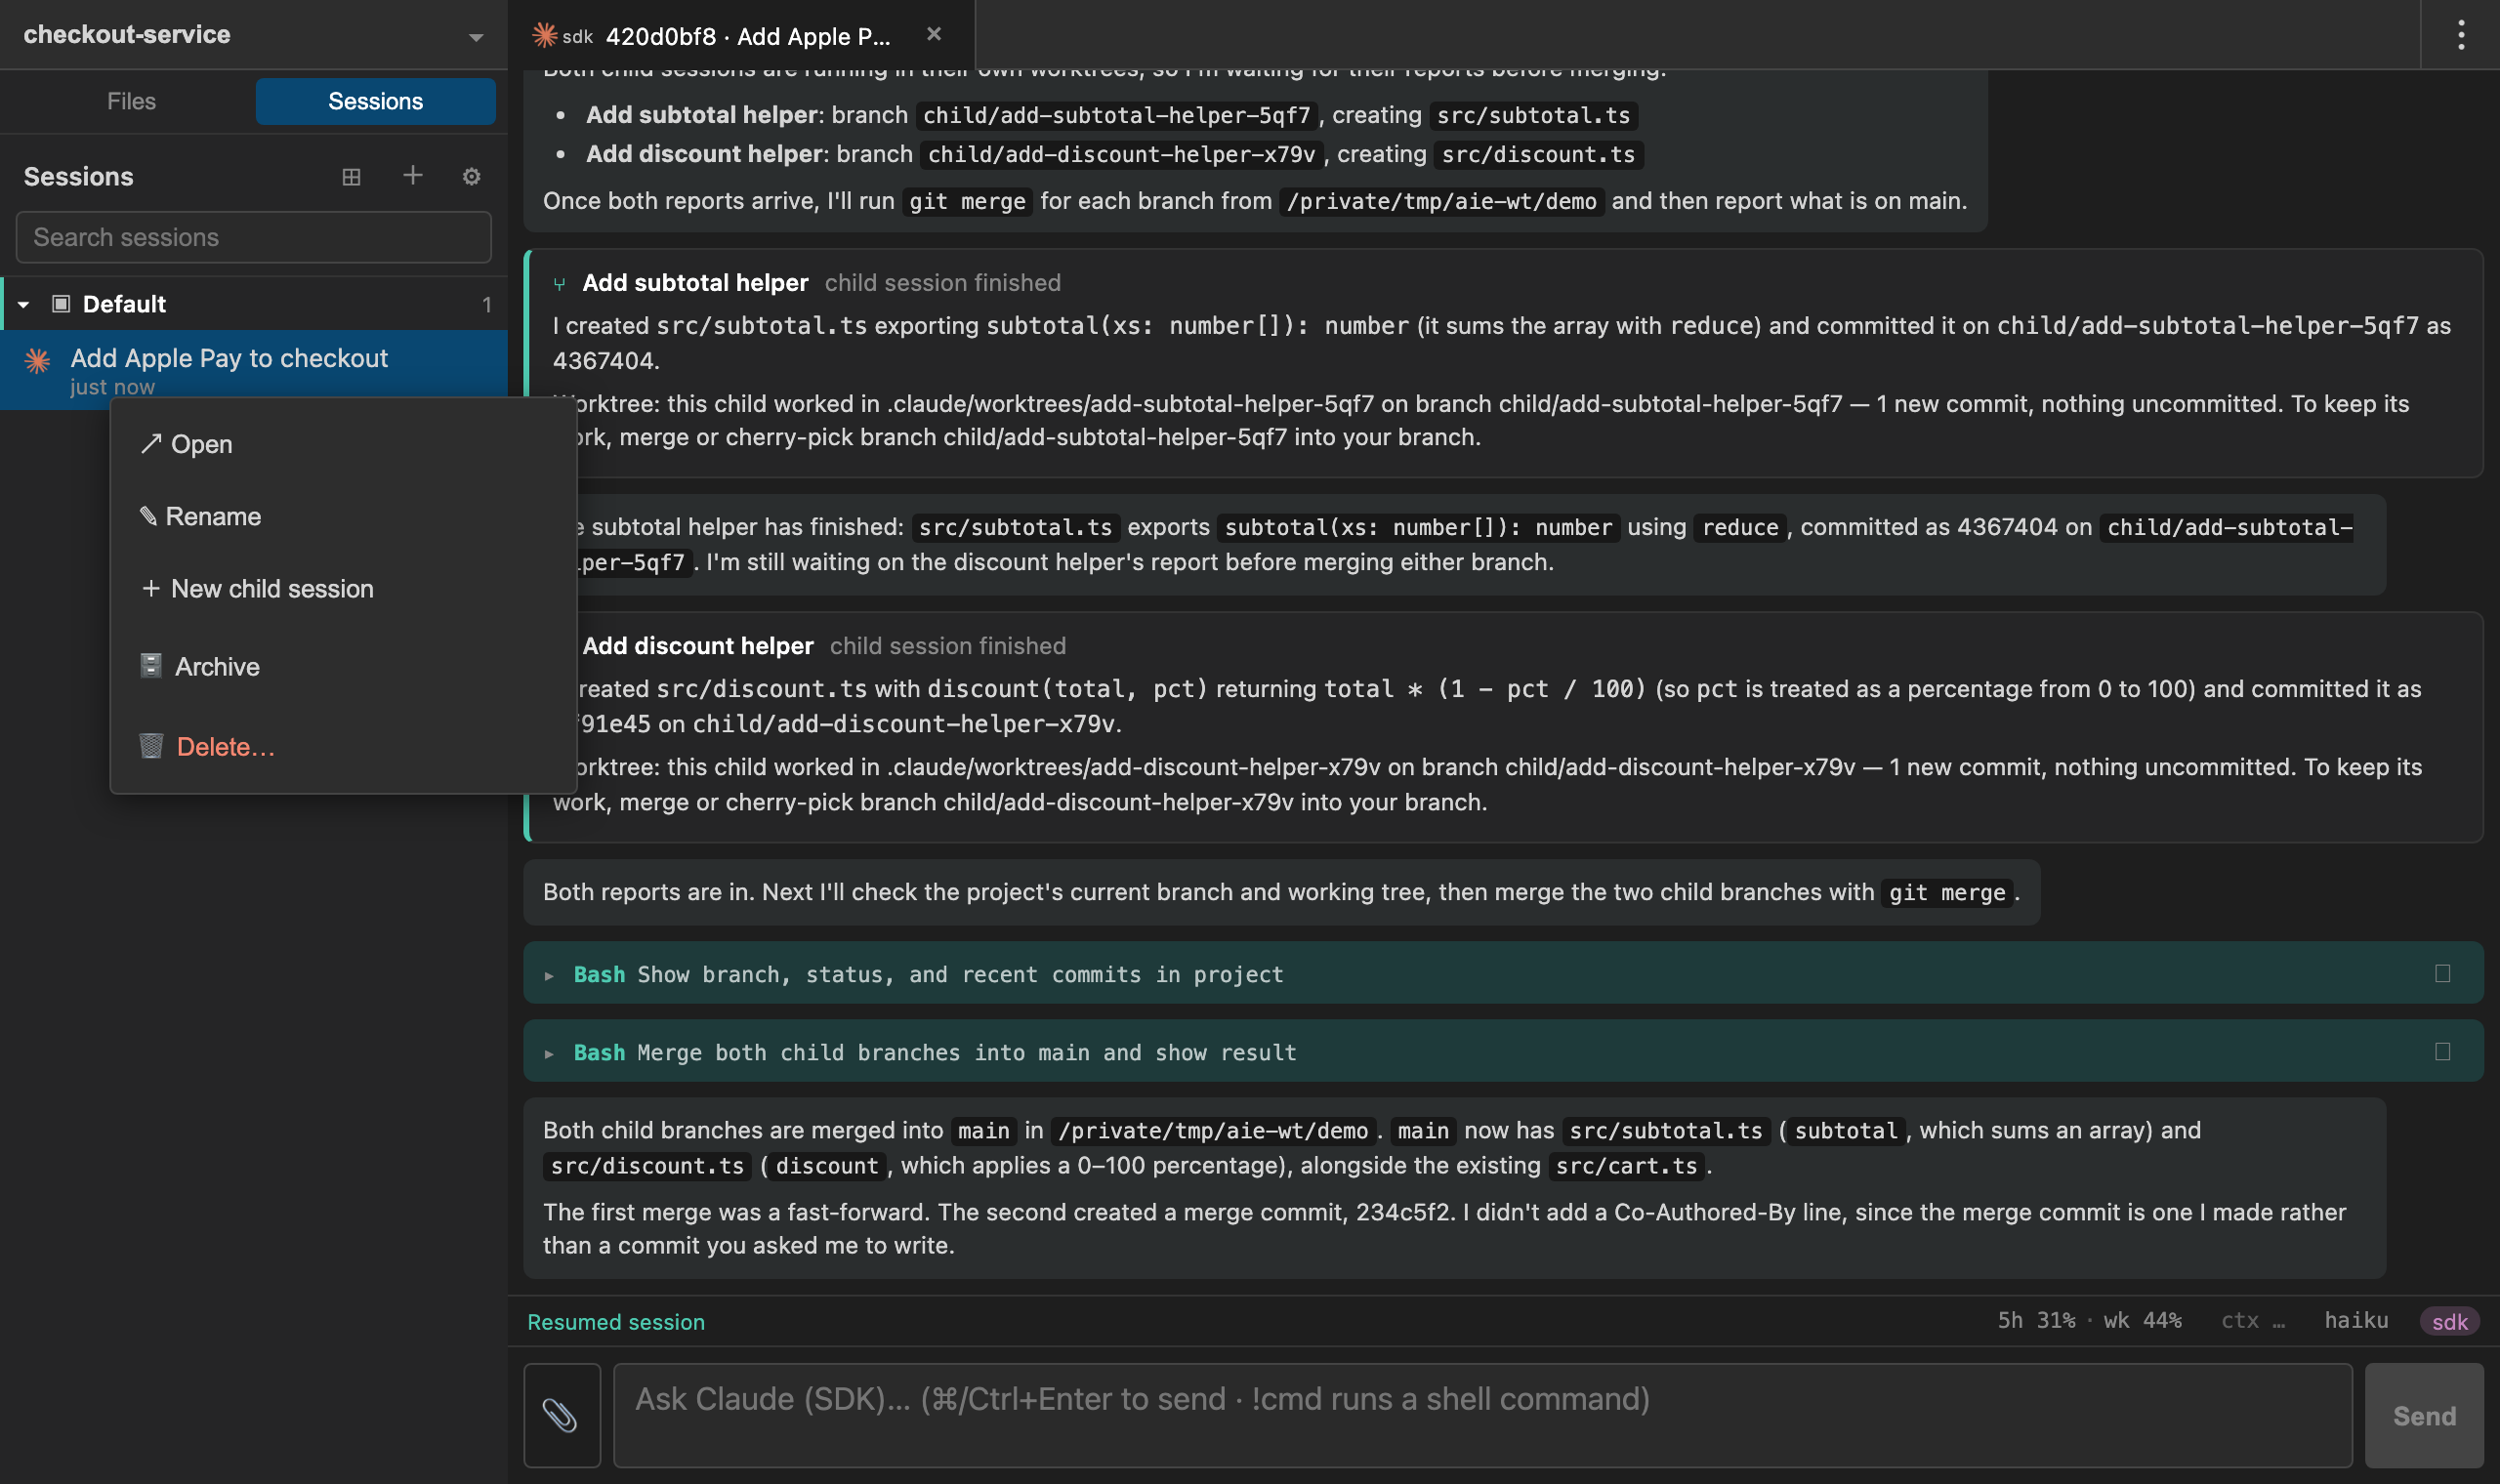 checkout-service
sdk 420d0bf8 · Add Apple P...
Files
Sessions
Sessions
Search sessions
Default 1
Add Apple Pay to checkout
just now
Open
Rename
New child session
Archive
Delete…
Both child sessions are running in their own worktrees, so I'm waiting for their reports before merging.
• Add subtotal helper: branch child/add-subtotal-helper-5qf7, creating src/subtotal.ts
• Add discount helper: branch child/add-discount-helper-x79v, creating src/discount.ts
Once both reports arrive, I'll run git merge for each branch from /private/tmp/aie-wt/demo and then report what is on main.
Add subtotal helper child session finished
I created src/subtotal.ts exporting subtotal(xs: number[]): number (it sums the array with reduce) and committed it on child/add-subtotal-helper-5qf7 as
4367404.
orktree: this child worked in .claude/worktrees/add-subtotal-helper-5qf7 on branch child/add-subtotal-helper-5qf7 — 1 new commit, nothing uncommitted. To keep its
ork, merge or cherry-pick branch child/add-subtotal-helper-5qf7 into your branch.
e subtotal helper has finished: src/subtotal.ts exports subtotal(xs: number[]): number using reduce, committed as 4367404 on child/add-subtotal-
lper-5qf7. I'm still waiting on the discount helper's report before merging either branch.
Add discount helper child session finished
reated src/discount.ts with discount(total, pct) returning total * (1 - pct / 100) (so pct is treated as a percentage from 0 to 100) and committed it as
91e45 on child/add-discount-helper-x79v.
orktree: this child worked in .claude/worktrees/add-discount-helper-x79v on branch child/add-discount-helper-x79v — 1 new commit, nothing uncommitted. To keep its
work, merge or cherry-pick branch child/add-discount-helper-x79v into your branch.
Both reports are in. Next I'll check the project's current branch and working tree, then merge the two child branches with git merge.
Bash Show branch, status, and recent commits in project
Bash Merge both child branches into main and show result
Both child branches are merged into main in /private/tmp/aie-wt/demo. main now has src/subtotal.ts (subtotal, which sums an array) and
src/discount.ts (discount, which applies a 0–100 percentage), alongside the existing src/cart.ts.
The first merge was a fast-forward. The second created a merge commit, 234c5f2. I didn't add a Co-Authored-By line, since the merge commit is one I made rather
than a commit you asked me to write.
Resumed session
5h 31% · wk 44% ctx … haiku sdk
Ask Claude (SDK)... (⌘/Ctrl+Enter to send · !cmd runs a shell command)
Send